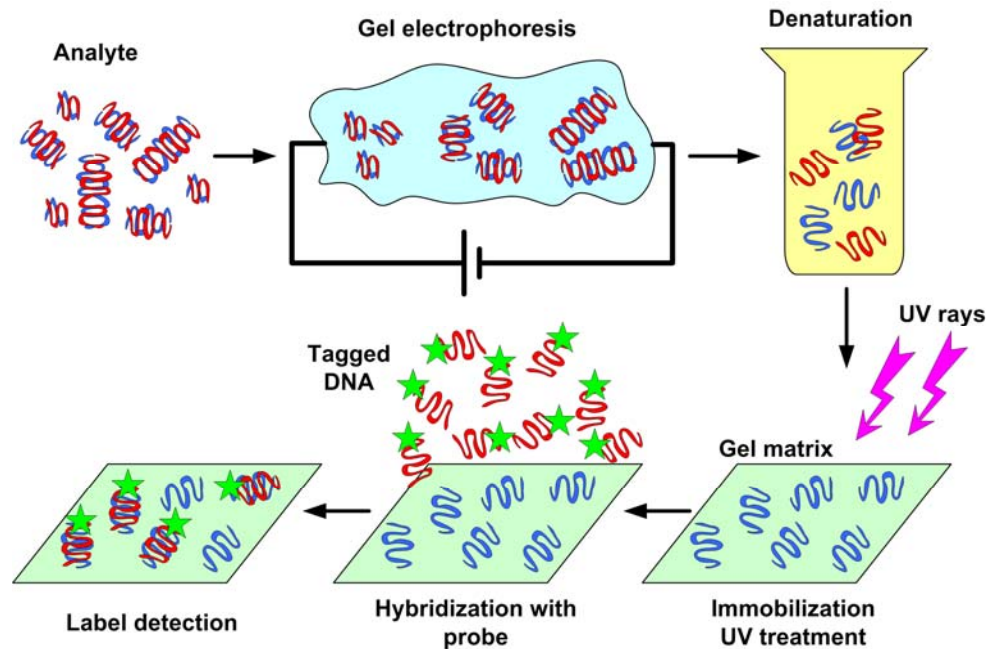 Analyte
Gel electrophoresis
Denaturation
UV rays
Tagged
DNA
Gel matrix
Label detection
Hybridization with
probe
Immobilization
UV treatment